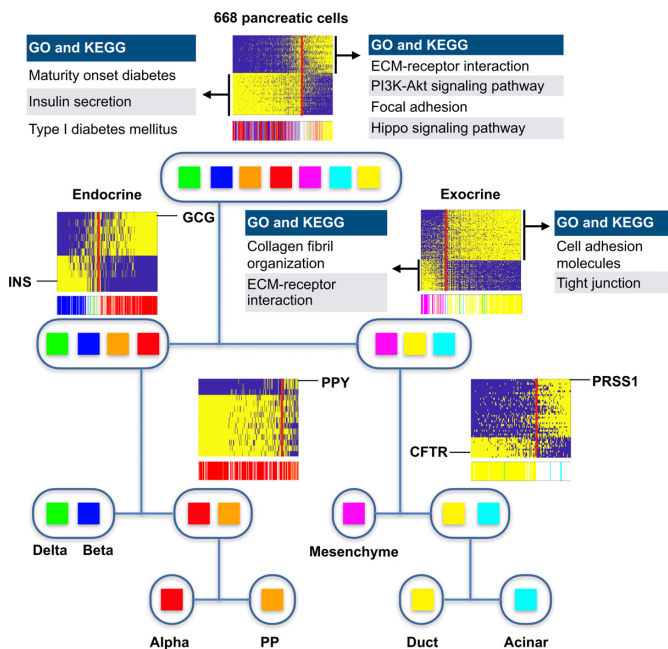 668 pancreatic cells
GO and KEGG
Maturity onset diabetes
Insulin secretion
Type I diabetes mellitus
GO and KEGG
ECM-receptor interaction
PI3K-Akt signaling pathway
Focal adhesion
Hippo signaling pathway
Endocrine
GCG
INS
Exocrine
GO and KEGG
Collagen fibril
organization
ECM-receptor
interaction
GO and KEGG
Cell adhesion
molecules
Tight junction
PPY
PRSS1
CFTR
Delta
Beta
Mesenchyme
Alpha
PP
Duct
Acinar